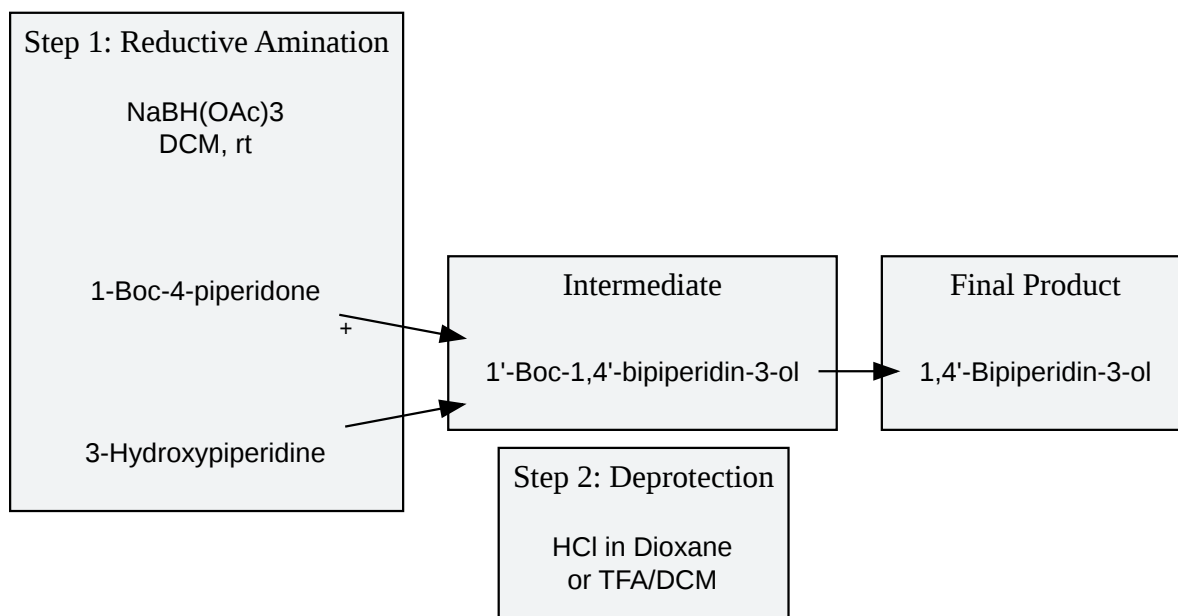 Step 1: Reductive Amination
NaBH(OAc)3
DCM, rt
1-Boc-4-piperidone
+
3-Hydroxypiperidine
Intermediate
1'-Boc-1,4'-bipiperidin-3-ol
Final Product
1,4'-Bipiperidin-3-ol
Step 2: Deprotection
HCl in Dioxane
or TFA/DCM